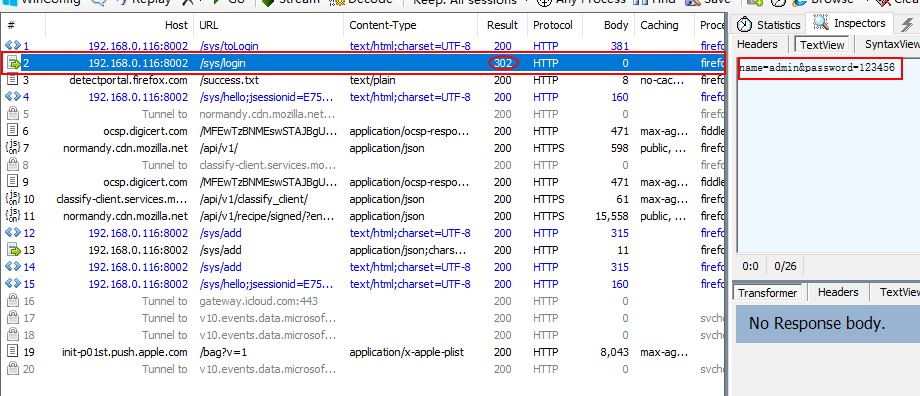 WinConfig Replay Go Stream Decode Keep: All sessions Any Process Find Save
# Host URL Content-Type Result Protocol Body Caching Proce
1 192.168.0.116:8002 /sys/toLogin text/html;charset=UTF-8 200 HTTP 381 firefo
2 192.168.0.116:8002 /sys/login 302 HTTP 0 firefo
3 detectportal.firefox.com /success.txt text/plain 200 HTTP 8 no-cac... firefo
4 192.168.0.116:8002 /sys/hello;jsessionid=E75... text/html;charset=UTF-8 200 HTTP 160 firefo
5 Tunnel to normandy.cdn.mozilla.net... 200 HTTP 0 firefo
6 ocsp.digicert.com /MFEwTzBNMEswSTAJBgU... application/ocsp-respo... 200 HTTP 471 max-ag... fiddle
7 normandy.cdn.mozilla.net /api/v1/ application/json 200 HTTPS 598 public, ... firefo
8 Tunnel to classify-client.services.mo... 200 HTTP 0 firefo
9 ocsp.digicert.com /MFEwTzBNMEswSTAJBgU... application/ocsp-respo... 200 HTTP 471 max-ag... fiddle
10 classify-client.services.m... /api/v1/classify_client/ application/json 200 HTTPS 61 max-ag... firefo
11 normandy.cdn.mozilla.net /api/v1/recipe/signed/?en... application/json 200 HTTPS 15,558 public, ... firefo
12 192.168.0.116:8002 /sys/add text/html;charset=UTF-8 200 HTTP 315 firefo
13 192.168.0.116:8002 /sys/add application/json;chars... 200 HTTP 11 firefo
14 192.168.0.116:8002 /sys/add text/html;charset=UTF-8 200 HTTP 315 firefo
15 192.168.0.116:8002 /sys/hello;jsessionid=E75... text/html;charset=UTF-8 200 HTTP 160 firefo
16 Tunnel to gateway.icloud.com:443 200 HTTP 0
17 Tunnel to v10.events.data.microsof... 200 HTTP 0 svcho
18 Tunnel to v10.events.data.microsof... 200 HTTP 0 svcho
19 init-p01st.push.apple.com /bag?v=1 application/x-apple-plist 200 HTTP 8,043 max-ag...
20 Tunnel to v10.events.data.microsof... 200 HTTP 0
Statistics Inspectors
Headers TextView SyntaxView
name=admin&password=123456
0:0 0/26
Transformer Headers TextView
No Response body.